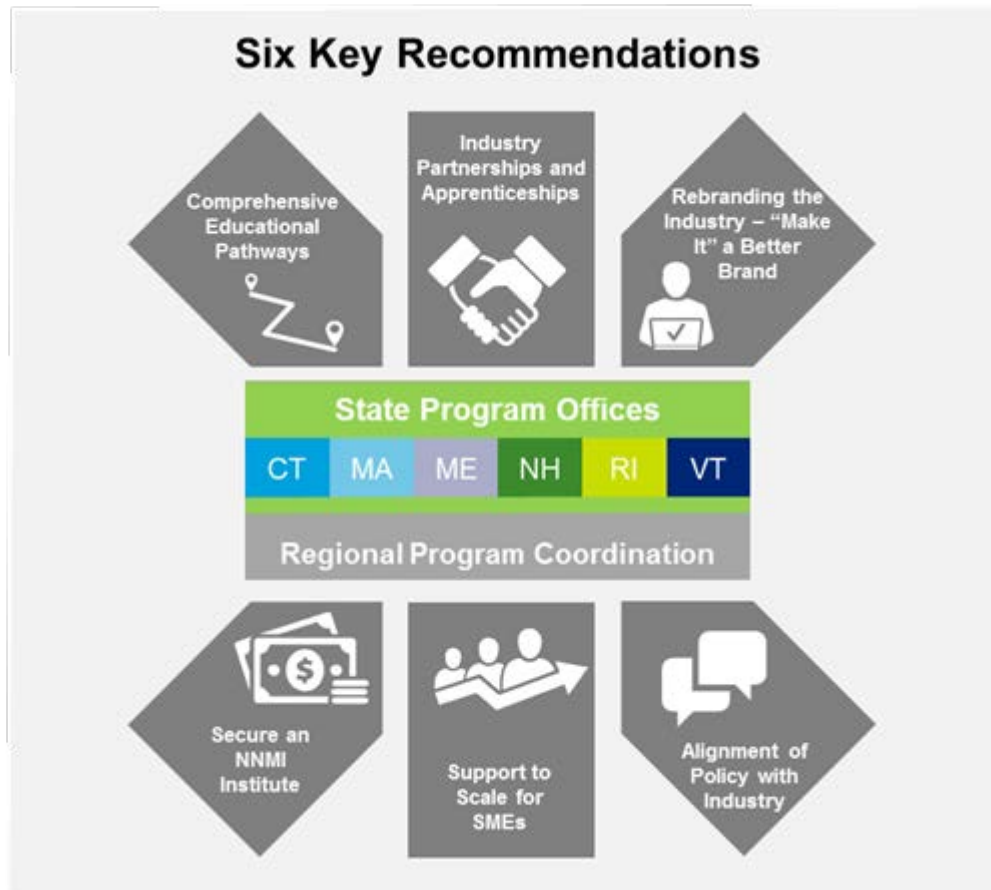 Six Key Recommendations
Comprehensive
Educational
Pathways
Industry
Partnerships and
Apprenticeships
Rebranding the
Industry – “Make
It” a Better
Brand
State Program Offices
CT MA ME NH RI VT
Regional Program Coordination
Secure an
NNMI
Institute
Support to
Scale for
SMEs
Alignment of
Policy with
Industry